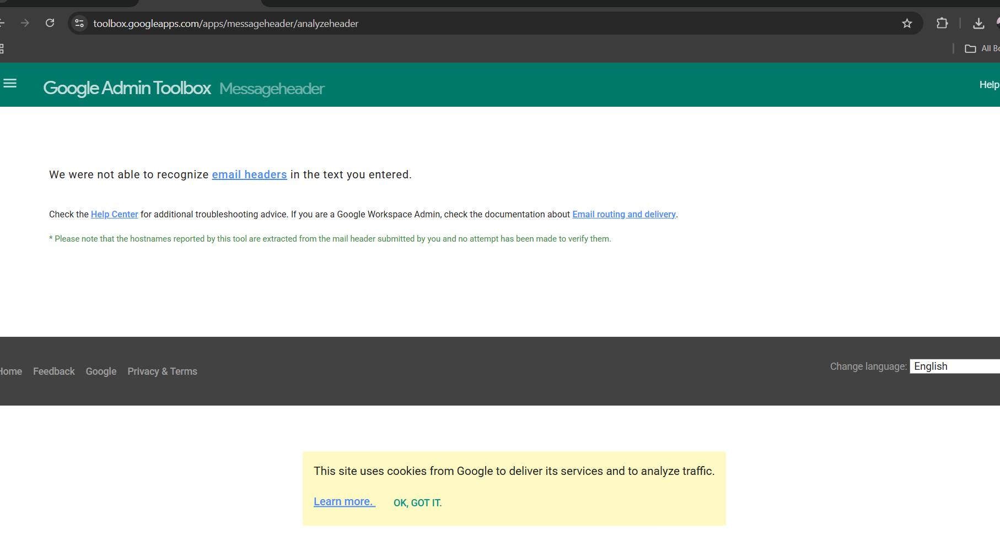 toolbox.googleapps.com/apps/messageheader/analyzeheader
All
Google Admin Toolbox Messageheader
Help
We were not able to recognize email headers in the text you entered.
Check the Help Center for additional troubleshooting advice. If you are a Google Workspace Admin, check the documentation about Email routing and delivery.
* Please note that the hostnames reported by this tool are extracted from the mail header submitted by you and no attempt has been made to verify them.
Home Feedback Google Privacy & Terms
Change language: English
This site uses cookies from Google to deliver its services and to analyze traffic.
Learn more. OK, GOT IT.